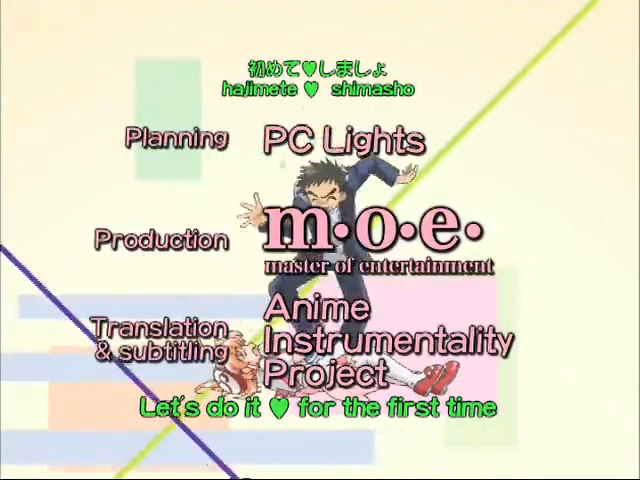 初めて♥しましょ
hajimete ♥ shimasho
Planning PC Lights
Production m•o•e•
master of entertainment
Translation & subtitling
Anime Instrumentality Project
Let's do it ♥ for the first time